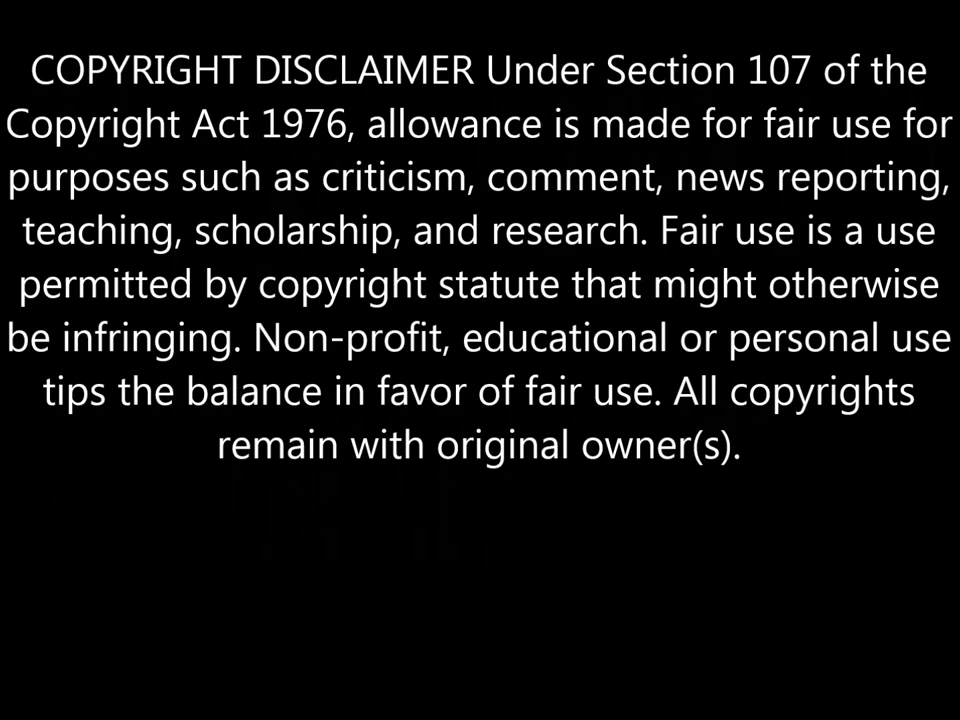 COPYRIGHT DISCLAIMER Under Section 107 of the
Copyright Act 1976, allowance is made for fair use for
purposes such as criticism, comment, news reporting,
teaching, scholarship, and research. Fair use is a use
permitted by copyright statute that might otherwise
be infringing. Non-profit, educational or personal use
tips the balance in favor of fair use. All copyrights
remain with original owner(s).